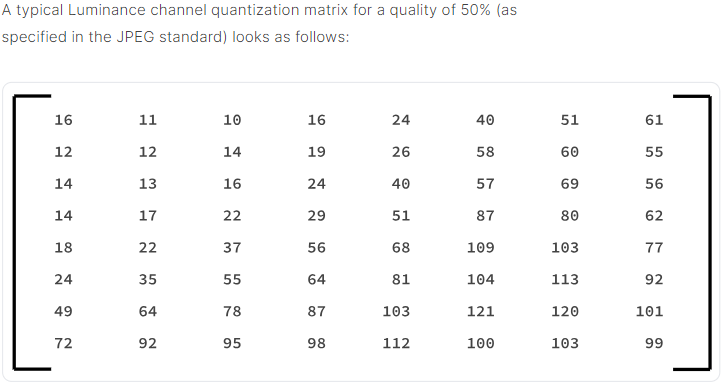 A typical Luminance channel quantization matrix for a quality of 50% (as
specified in the JPEG standard) looks as follows:
16 11 10 16 24 40 51 61
12 12 14 19 26 58 60 55
14 13 16 24 40 57 69 56
14 17 22 29 51 87 80 62
18 22 37 56 68 109 103 77
24 35 55 64 81 104 113 92
49 64 78 87 103 121 120 101
72 92 95 98 112 100 103 99